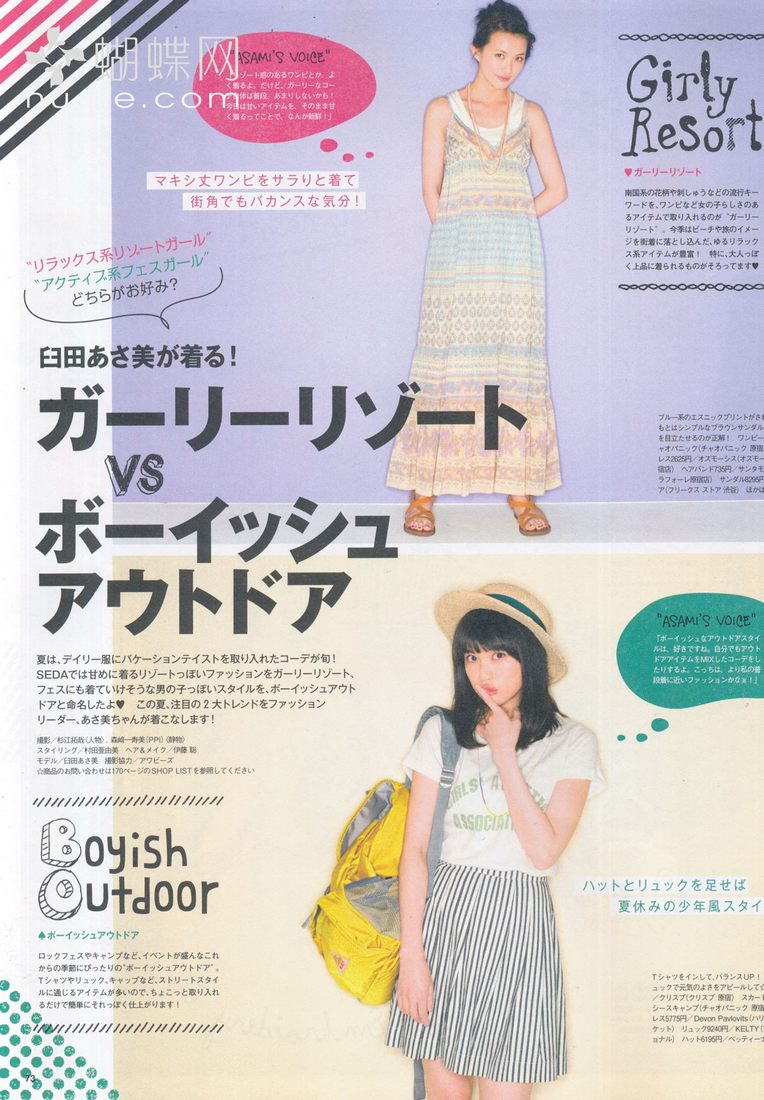 蝴蝶网
"ASAMI'S VOICE"
ゾート感のあるワンピとか、よ
く着るよ。だけど、ガーリーなコー
自体は普段、あまりしないかも!
今日は甘いアイテムを、そのまま甘
く着るってことで、なんか新鮮!」
マキシ丈ワンピをサラりと着て
街角でもバカンスな気分!
Girly
Resort
♥ガーリーリゾート
南国系の花柄や刺しゅうなどの流行キー
ワードを、ワンピなど女の子らしさのあ
るアイテムで取り入れるのが"ガーリー
リゾート"。今季はビーチや旅のイメー
ジを街着に落とし込んだ、ゆるリラック
ス系アイテムが豊富! 特に、大人っぽ
く上品に着られるものがそろってます♥
"リラックス系リゾートガール"
"アクティブ系フェスガール"
どちらがお好み?
臼田あさ美が着る!
ガーリーリゾート
VS
ボーイッシュ
アウトドア
ブルー系のエスニックプリントがさ
もとはシンプルなブラウンサンダル
を目立たせるのが正解! ワンピー
ャオパニック(チャオパニック 原宿
レス2625円/オズモーシス(オズモー
宿店) ヘアバンド735円/サンタモ
ラフォーレ原宿店) サンダル8295円
ア(フリークス ストア 渋谷) ほかは
夏は、デイリー服にバケーションテイストを取り入れたコーデが旬!
SEDAでは甘めに着るリゾートっぽいファッションをガーリーリゾート、
フェスにも着ていけそうな男の子っぽいスタイルを、ボーイッシュアウト
ドアと命名したよ♥ この夏、注目の2大トレンドをファッション
リーダー、あさ美ちゃんが着こなします!
撮影/杉江拓哉(人物)、森﨑一寿美(PPI)(静物)
スタイリング/村田亜由美 ヘア&メイク/伊藤 聡
モデル/臼田あさ美 撮影協力/アワビーズ
☆商品のお問い合わせは170ページのSHOP LISTを参照してください
"ASAMI'S VOICE"
「ボーイッシュなアウトドアスタイ
ルは、好きですね。自分でもアウト
ドアアイテムをMIXしたコーデをし
たりするよ。こっちは、より私の普
段着に近いファッションかなぁ!」
Boyish
Outdoor
♠ボーイッシュアウトドア
ロックフェスやキャンプなど、イベントが盛んなこれ
からの季節にぴったりの"ボーイッシュアウトドア"。
Tシャツやリュック、キャップなど、ストリートスタイ
ルに通じるアイテムが多いので、ちょこっと取り入れ
るだけで簡単にそれっぽく仕上がります!
ASSOCIATI
ハットとリュックを足せば
夏休みの少年風スタイ
Tシャツをインして、バランスUP!
ュックで元気のよさをアピールして☆
/クリスプ(クリスプ 原宿) スカート
シースキャンプ(チャオパニック 原宿
レス5775円/Devon Pavlovits(ハリ
ケット) リュック9240円/KELTY(
ョナル) ハット6195円/ベッティーナ
73